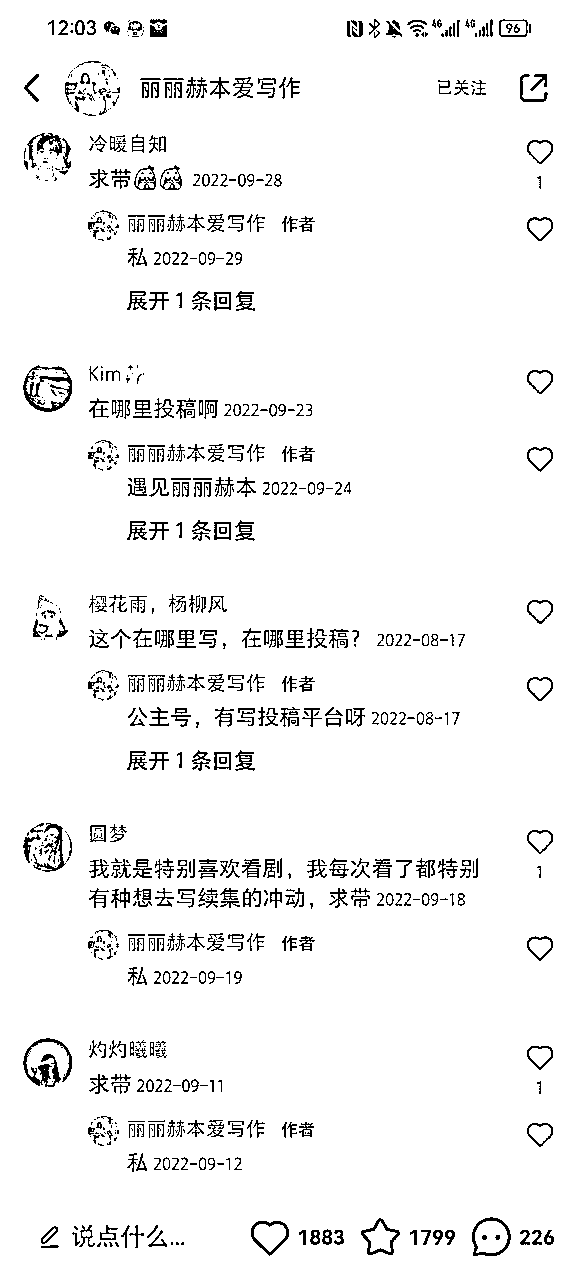 12:03 4G 4G 96
丽丽赫本爱写作 已关注
冷暖自知
求带 2022-09-28
1
丽丽赫本爱写作 作者
私 2022-09-29
展开 1 条回复
Kim
在哪里投稿啊 2022-09-23
丽丽赫本爱写作 作者
遇见丽丽赫本 2022-09-24
展开 1 条回复
樱花雨，杨柳风
这个在哪里写，在哪里投稿？ 2022-08-17
丽丽赫本爱写作 作者
公主号，有写投稿平台呀 2022-08-17
展开 1 条回复
圆梦
我就是特别喜欢看剧，我每次看了都特别
1
有种想去写续集的冲动，求带 2022-09-18
丽丽赫本爱写作 作者
私 2022-09-19
灼灼曦曦
求带 2022-09-11
1
丽丽赫本爱写作 作者
私 2022-09-12
说点什么... 1883 1799 226